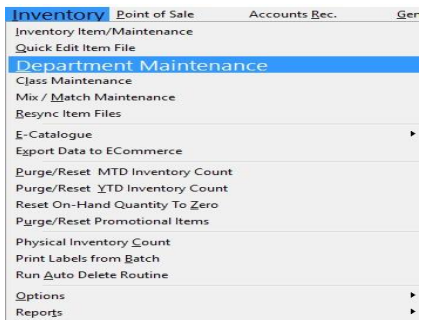 Inventory Point of Sale Accounts Rec. Ger
Inventory Item/Maintenance
Quick Edit Item File
Department Maintenance
Class Maintenance
Mix / Match Maintenance
Resync Item Files
E-Catalogue
Export Data to ECommerce
Purge/Reset MTD Inventory Count
Purge/Reset YTD Inventory Count
Reset On-Hand Quantity To Zero
Purge/Reset Promotional Items
Physical Inventory Count
Print Labels from Batch
Run Auto Delete Routine
Options
Reports